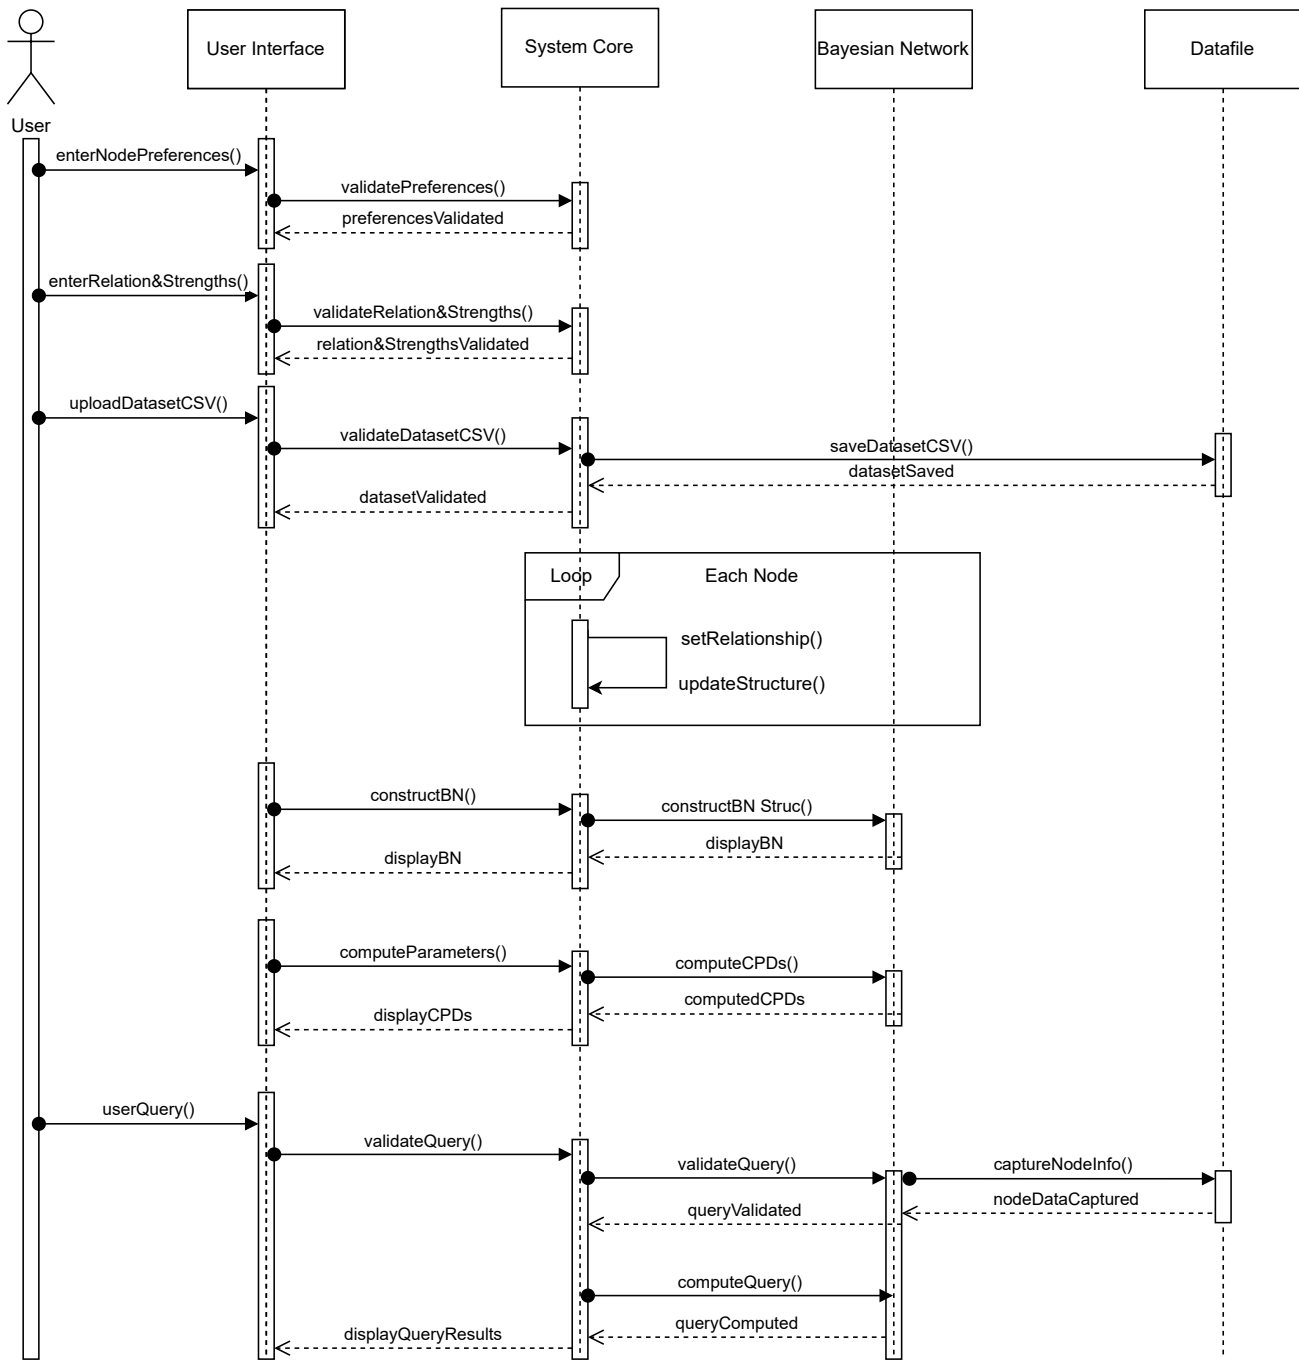 User
User Interface
System Core
Bayesian Network
Datafile
enterNodePreferences()
validatePreferences()
preferencesValidated
enterRelation&Strengths()
validateRelation&Strengths()
relation&StrengthsValidated
uploadDatasetCSV()
validateDatasetCSV()
saveDatasetCSV()
datasetSaved
datasetValidated
Loop
Each Node
setRelationship()
updateStructure()
constructBN()
constructBN Struc()
displayBN
displayBN
computeParameters()
computeCPDs()
computedCPDs
displayCPDs
userQuery()
validateQuery()
validateQuery()
captureNodeInfo()
nodeDataCaptured
queryValidated
computeQuery()
queryComputed
displayQueryResults